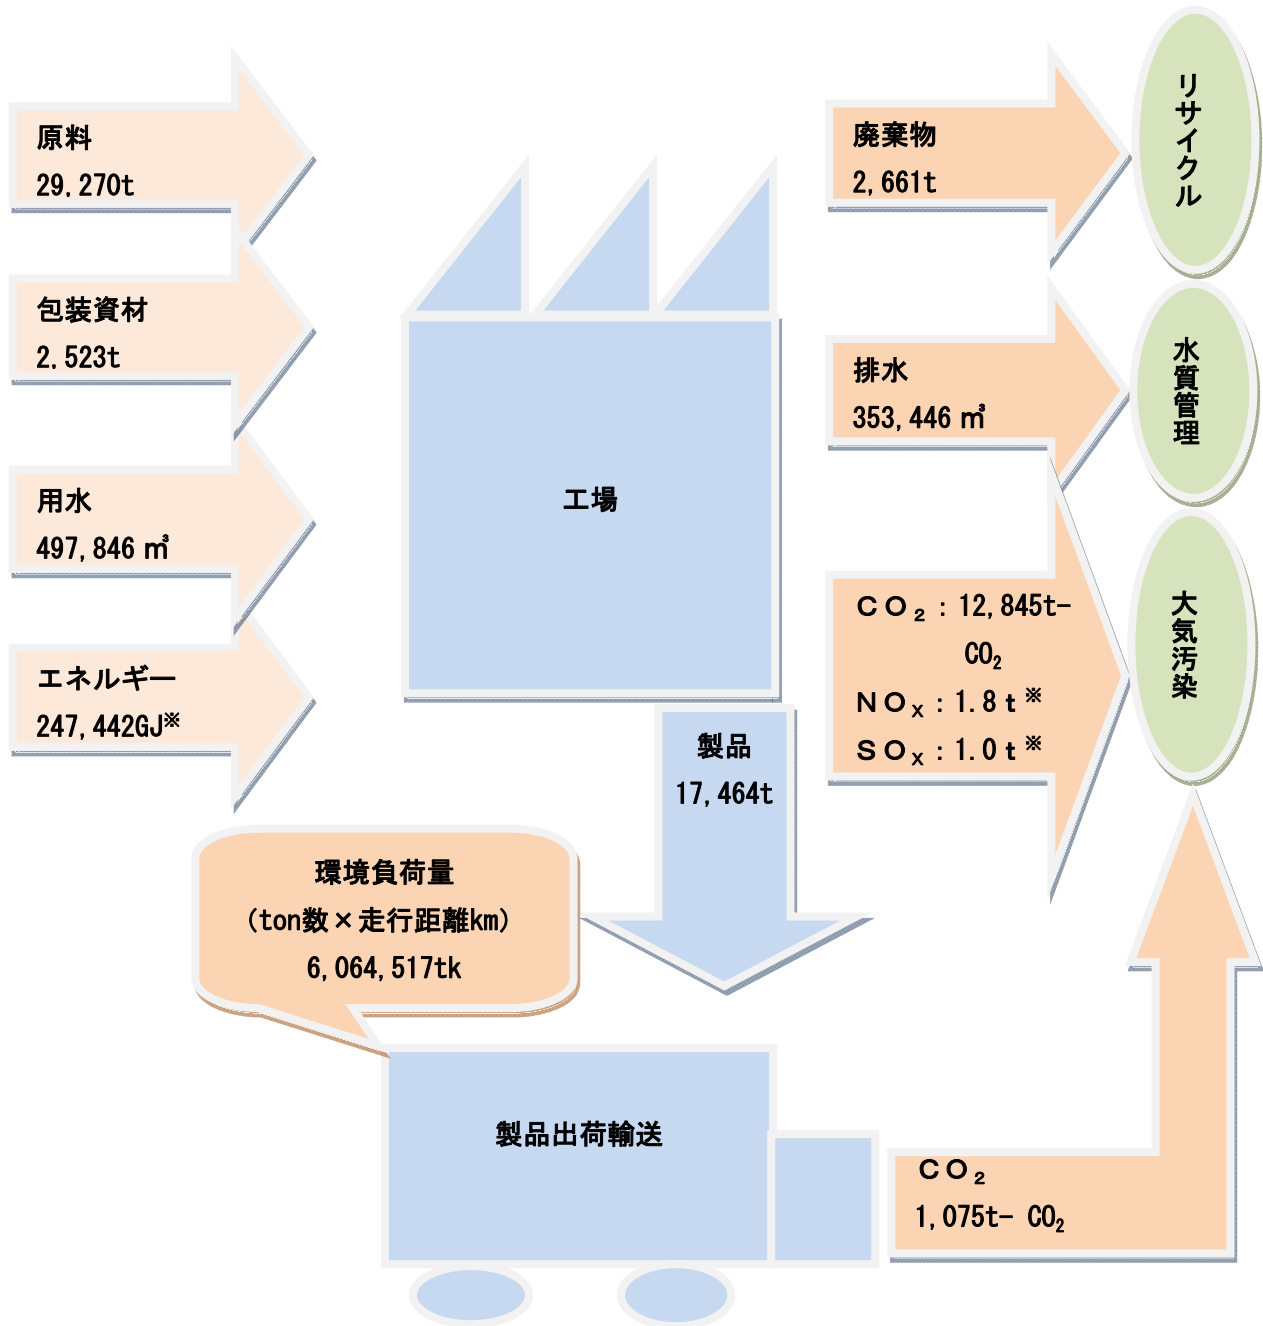 原料
29,270t
包装資材
2,523t
用水
497,846 ㎥
エネルギー
247,442GJ※
工場
製品
17,464t
廃棄物
2,661t
リサイクル
排水
353,446 ㎥
水質管理
ＣＯ₂：12,845t-
CO₂
ＮＯｘ：1.8ｔ※
ＳＯｘ：1.0ｔ※
大気汚染
環境負荷量
（ton数×走行距離km）
6,064,517tk
製品出荷輸送
ＣＯ₂
1,075t- CO₂